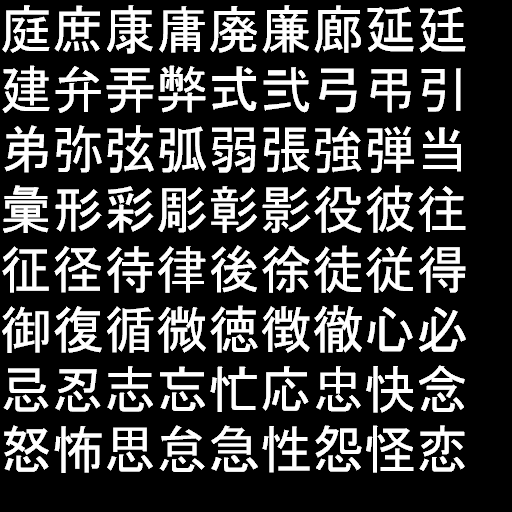 庭庶康庸廃廉廊延廷
建弁弄弊式弐弓弔引
弟弥弦弧弱張強弾当
彙形彩彫彰影役彼往
征径待律後徐徒従得
御復循微徳徴徹心必
忌忍志忘忙応忠快念
怒怖思怠急性怨怪恋